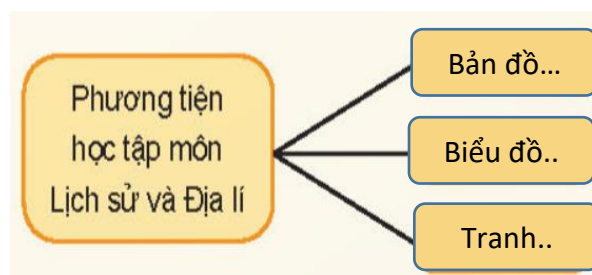 Phương tiện
học tập môn
Lịch sử và Địa lí
Bản đồ...
Biểu đồ..
Tranh..